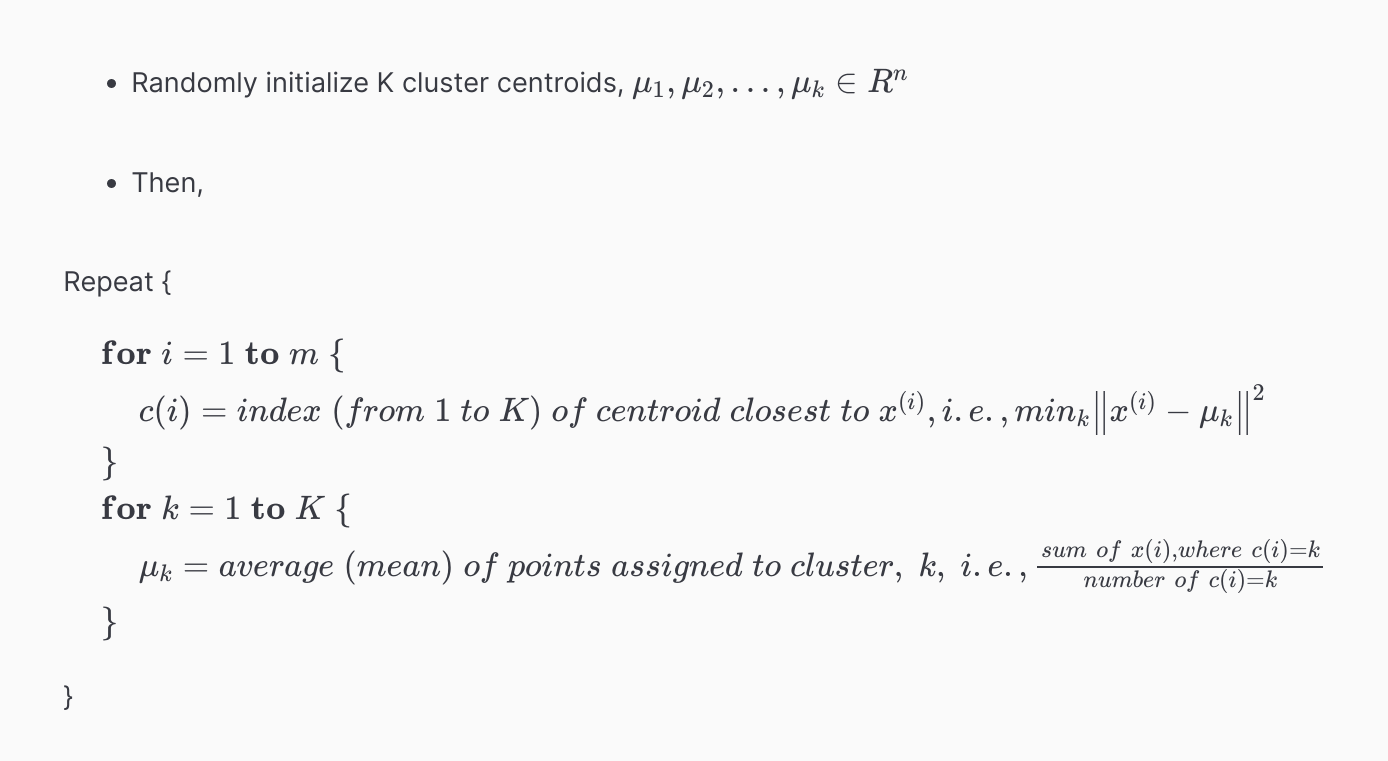 • Randomly initialize K cluster centroids, $\mu_1, \mu_2, \ldots, \mu_k \in R^n$
• Then,
Repeat {
$\textbf{for } i = 1 \textbf{ to } m \ \{$
$c(i) = index \ (from \ 1 \ to \ K) \ of \ centroid \ closest \ to \ x^{(i)}, i.e., min_k \left\| x^{(i)} - \mu_k \right\|^2$
}
$\textbf{for } k = 1 \textbf{ to } K \ \{$
$\mu_k = average \ (mean) \ of \ points \ assigned \ to \ cluster, \ k, \ i.e., \frac{sum \ of \ x(i), where \ c(i)=k}{number \ of \ c(i)=k}$
}
}